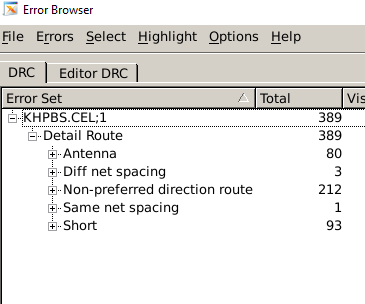 Error Browser
File Errors Select Highlight Options Help
DRC Editor DRC
Error Set Total Vis
KHPBS.CEL;1 389
Detail Route 389
Antenna 80
Diff net spacing 3
Non-preferred direction route 212
Same net spacing 1
Short 93